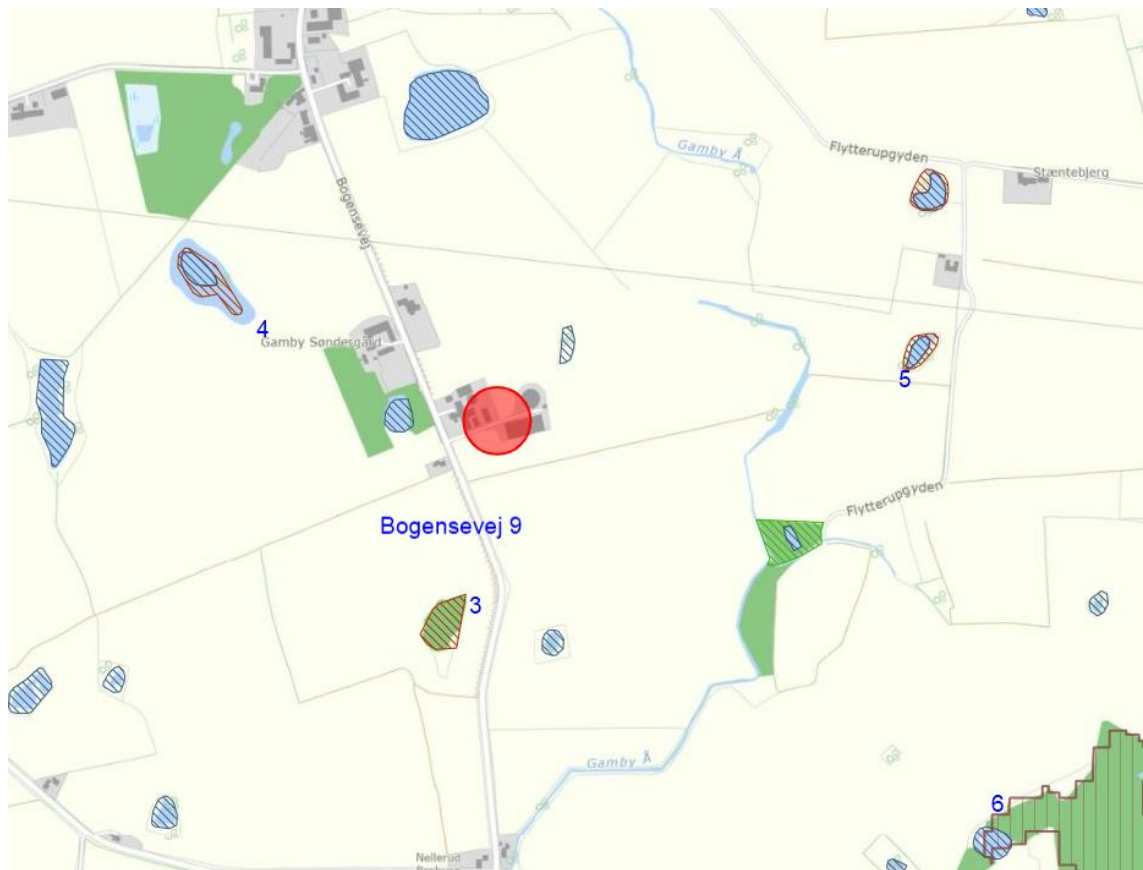 Gamby Å
Flytterupgyden
Stæntebjerg
Bogensevej
4
Gamby Søndergård
5
Flytterupgyden
Bogensevej 9
3
Gamby Å
6
Nellerud